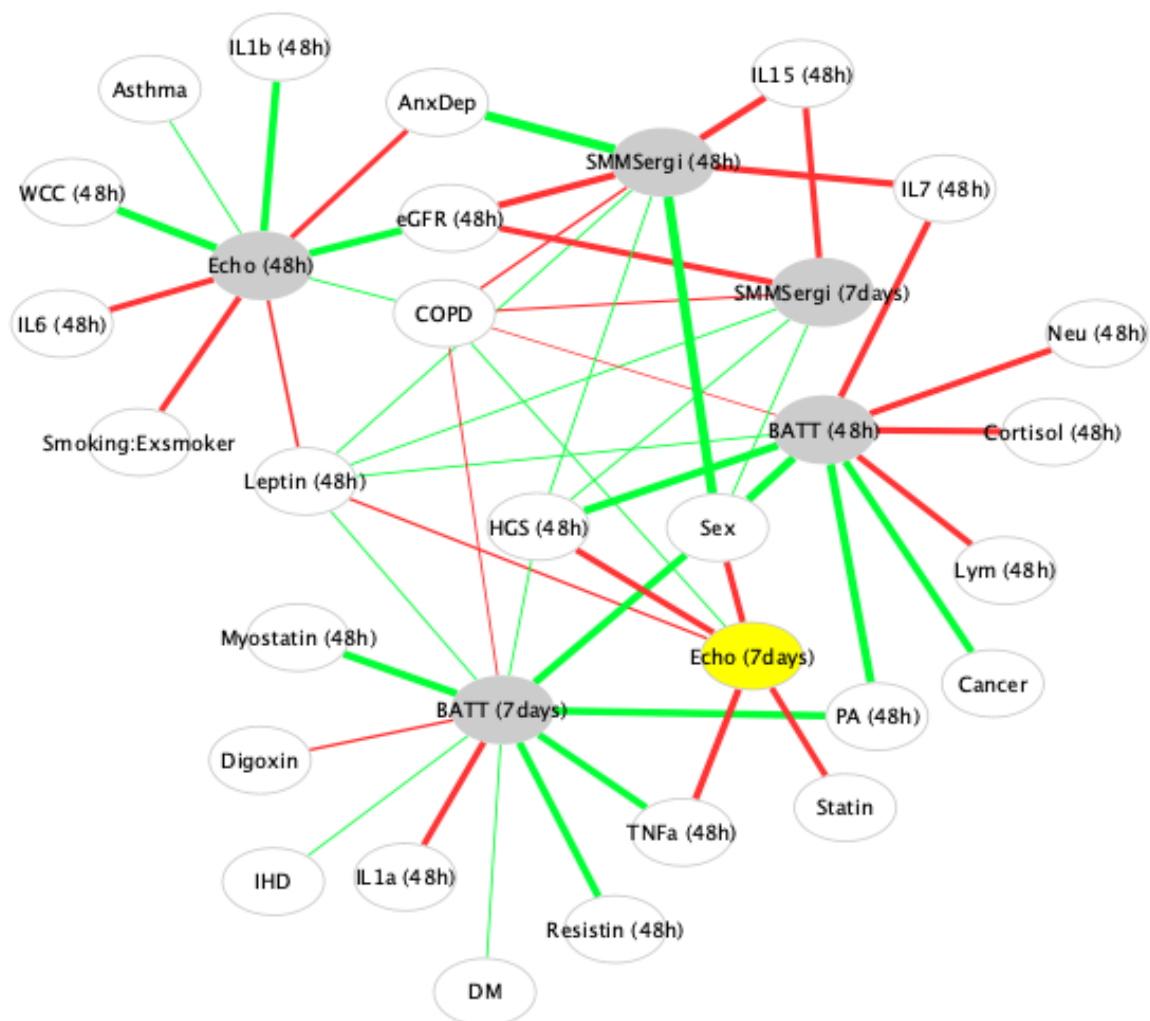 IL1b (48h)
Asthma
AnxDep
IL15 (48h)
SMMSergi (48h)
WCC (48h)
IL7 (48h)
eGFR (48h)
Echo (48h)
SMMSergi (7days)
COPD
IL6 (48h)
Neu (48h)
BATT (48h)
Cortisol (48h)
Smoking:Exsmoker
Leptin (48h)
HGS (48h)
Sex
Lym (48h)
Myostatin (48h)
Echo (7days)
Cancer
BATT (7days)
PA (48h)
Digoxin
Statin
TNFa (48h)
IHD
IL1a (48h)
Resistin (48h)
DM